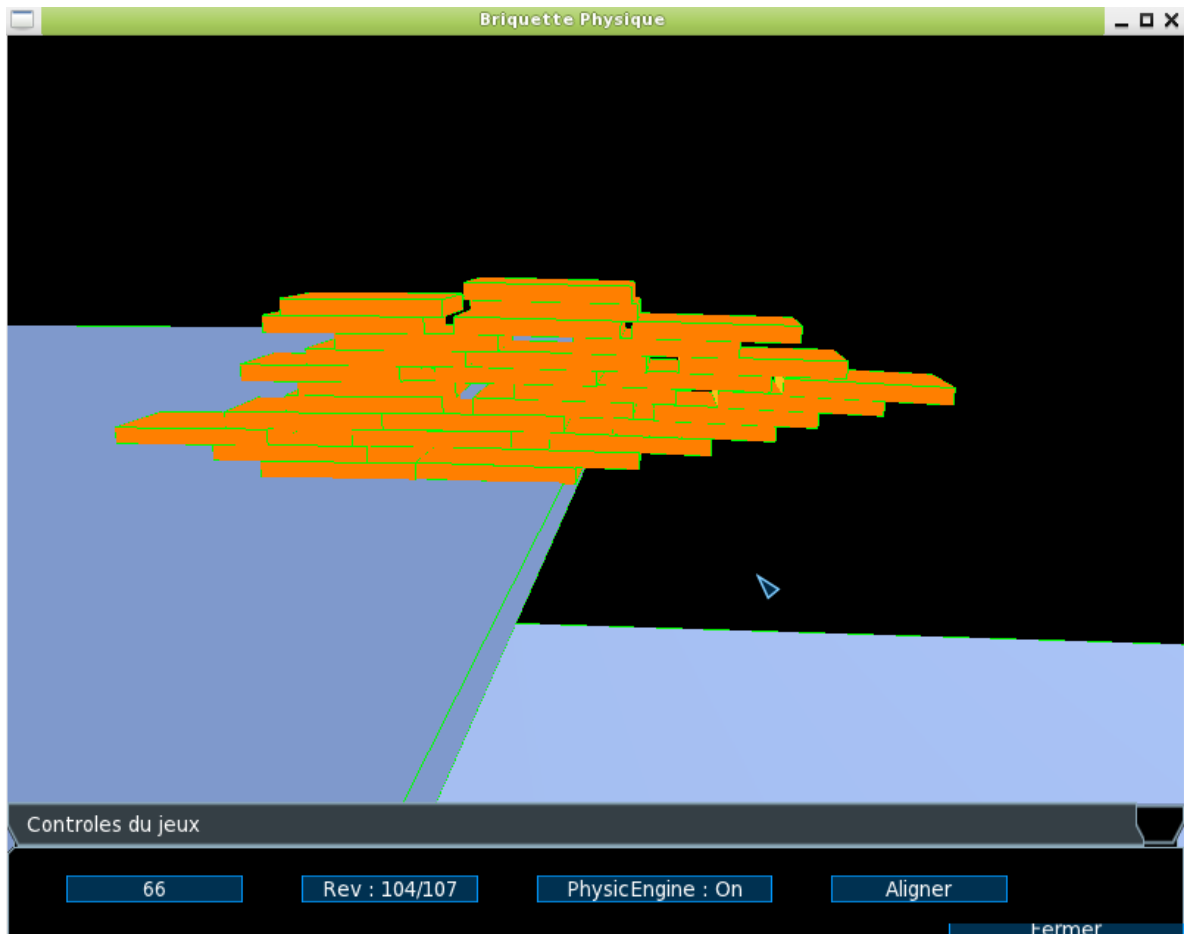 Briquette Physique
Controles du jeux
66
Rev : 104/107
PhysicEngine : On
Aligner
Fermer